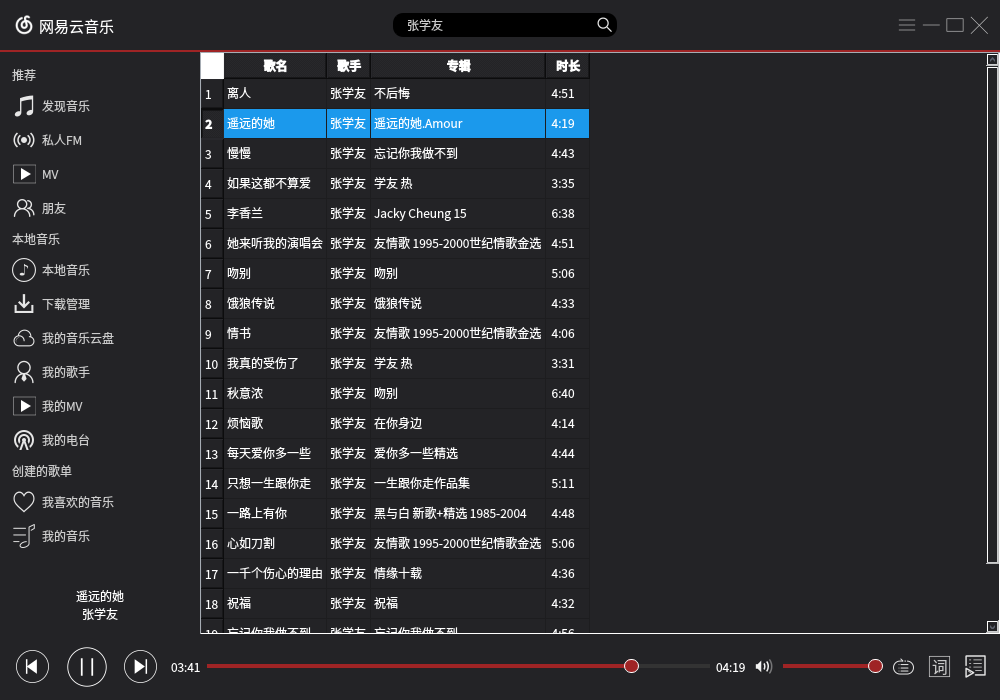 网易云音乐
张学友
推荐
发现音乐
私人FM
MV
朋友
本地音乐
本地音乐
下载管理
我的音乐云盘
我的歌手
我的MV
我的电台
创建的歌单
我喜欢的音乐
我的音乐
遥远的她
张学友
歌名 歌手 专辑 时长
1 离人 张学友 不后悔 4:51
2 遥远的她 张学友 遥远的她.Amour 4:19
3 慢慢 张学友 忘记你我做不到 4:43
4 如果这都不算爱 张学友 学友 热 3:35
5 李香兰 张学友 Jacky Cheung 15 6:38
6 她来听我的演唱会 张学友 友情歌 1995-2000世纪情歌金选 4:51
7 吻别 张学友 吻别 5:06
8 饿狼传说 张学友 饿狼传说 4:33
9 情书 张学友 友情歌 1995-2000世纪情歌金选 4:06
10 我真的受伤了 张学友 学友 热 3:31
11 秋意浓 张学友 吻别 6:40
12 烦恼歌 张学友 在你身边 4:14
13 每天爱你多一些 张学友 爱你多一些精选 4:44
14 只想一生跟你走 张学友 一生跟你走作品集 5:11
15 一路上有你 张学友 黑与白 新歌+精选 1985-2004 4:48
16 心如刀割 张学友 友情歌 1995-2000世纪情歌金选 5:06
17 一千个伤心的理由 张学友 情缘十载 4:36
18 祝福 张学友 祝福 4:32
19 忘记你我做不到 张学友 忘记你我做不到 4:56
03:41 04:19 词